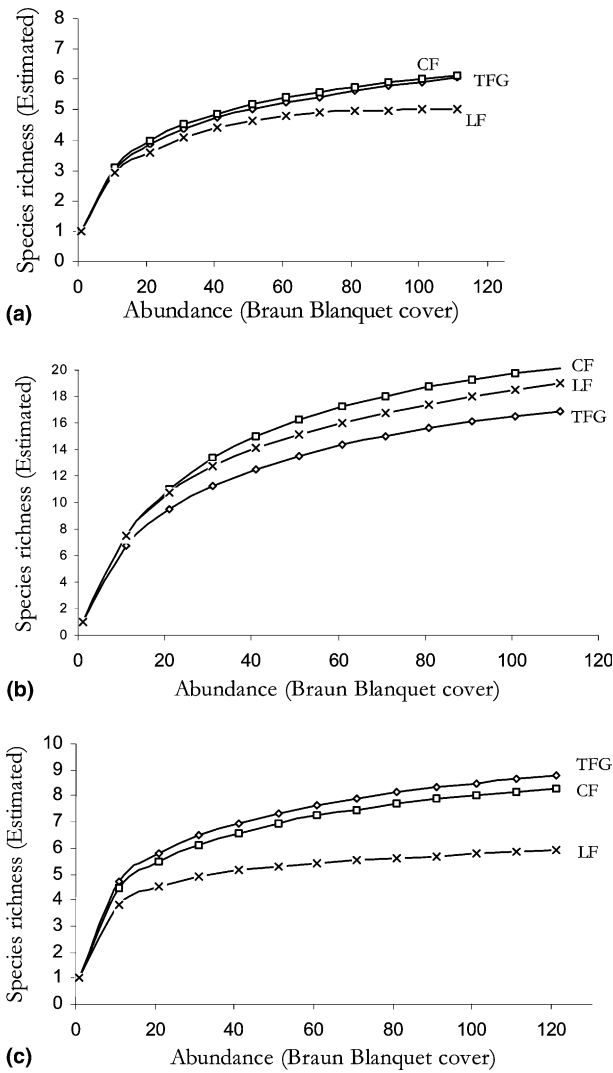 8
7
6
5
4
3
2
1
0
Species richness (Estimated)
CF
TFG
LF
0 20 40 60 80 100 120
Abundance (Braun Blanquet cover)
(a)
20
18
16
14
12
10
8
6
4
2
0
Species richness (Estimated)
CF
LF
TFG
0 20 40 60 80 100 120
Abundance (Braun Blanquet cover)
(b)
10
9
8
7
6
5
4
3
2
1
0
Species richness (Estimated)
TFG
CF
LF
0 20 40 60 80 100 120
Abundance (Braun Blanquet cover)
(c)